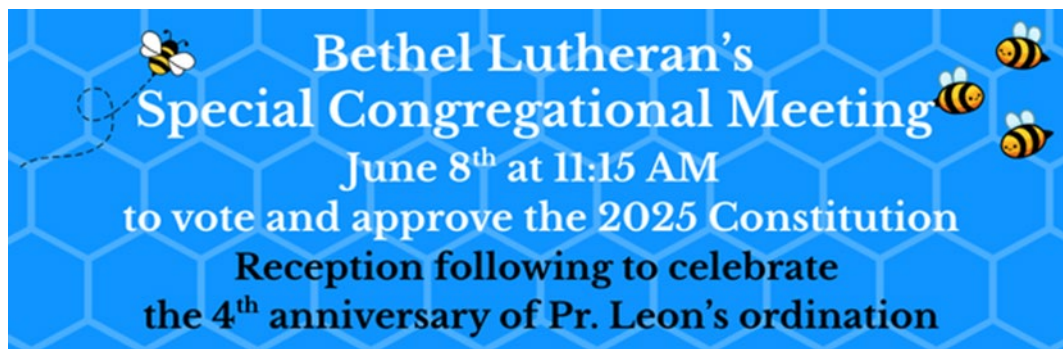 Bethel Lutheran’s
Special Congregational Meeting
June 8th at 11:15 AM
to vote and approve the 2025 Constitution
Reception following to celebrate
the 4th anniversary of Pr. Leon’s ordination